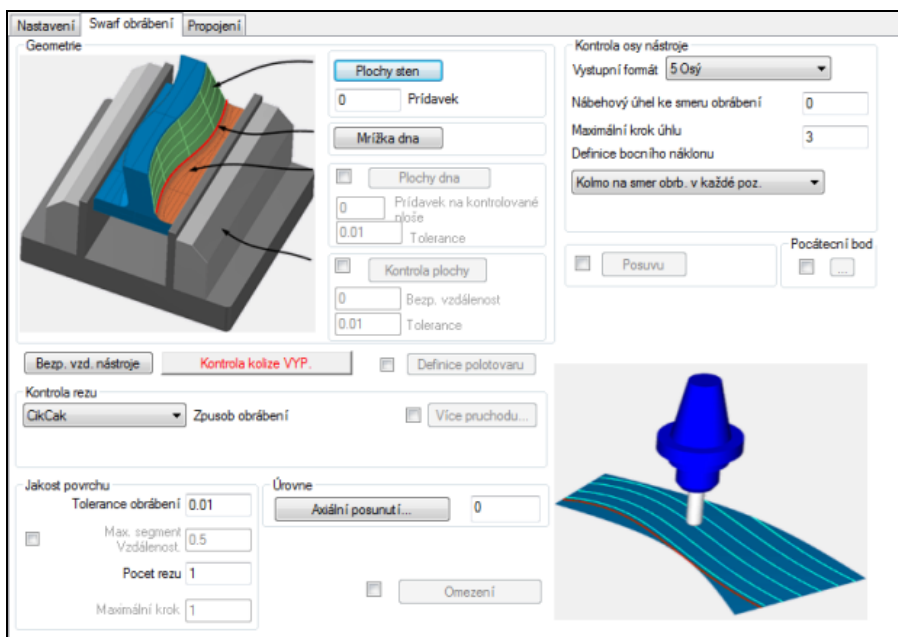 Nastavení Swarf obrábení Propojení
Geometrie
Plochy sten
0 Prídavek
Mrížka dna
Plochy dna
0 Prídavek na kontrolované
ploše
0.01 Tolerance
Kontrola plochy
0 Bezp. vzdálenost
0.01 Tolerance
Kontrola osy nástroje
Vystupní formát 5 Osý
Nábehový úhel ke smeru obrábení 0
Maximální krok úhlu 3
Definice bocního náklonu
Kolmo na smer obrb. v každé poz.
Posuvu
Pocátecní bod
...
Bezp. vzd. nástroje Kontrola kolize VYP. Definice polotovaru
Kontrola rezu
CikCak Zpusob obrábení Více pruchodu...
Jakost povrchu
Tolerance obrábení 0.01
Max. segment
Vzdálenost. 0.5
Pocet rezu 1
Maximální krok 1
Úrovne
Axiální posunutí... 0
Omezení